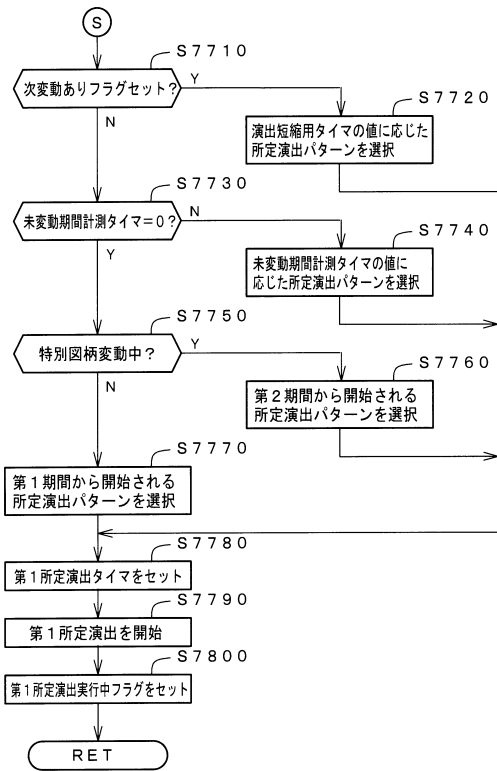 S
S7710
次変動ありフラグセット?
Y
N
S7720
演出短縮用タイマの値に応じた
所定演出パターンを選択
S7730
未変動期間計測タイマ=0?
N
Y
S7740
未変動期間計測タイマの値に
応じた所定演出パターンを選択
S7750
特別図柄変動中?
Y
N
S7760
第2期間から開始される
所定演出パターンを選択
S7770
第1期間から開始される
所定演出パターンを選択
S7780
第1所定演出タイマをセット
S7790
第1所定演出を開始
S7800
第1所定演出実行中フラグをセット
RET